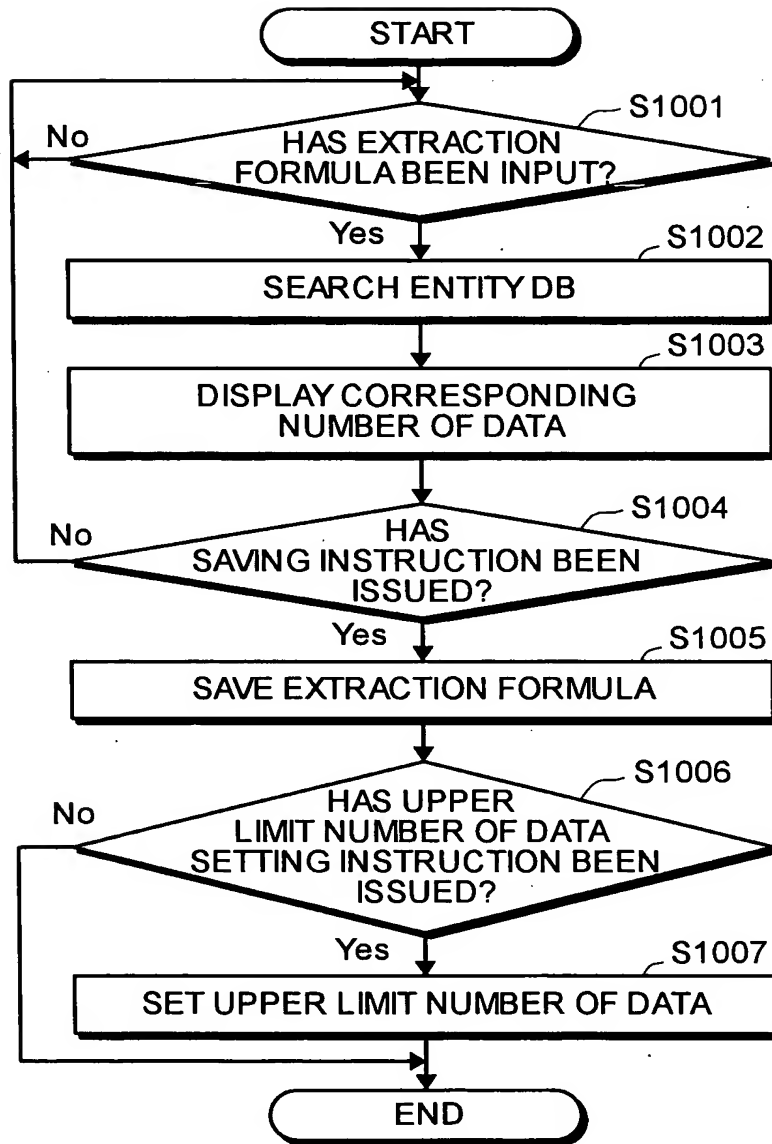 START
S1001
No
HAS EXTRACTION
FORMULA BEEN INPUT?
Yes
S1002
SEARCH ENTITY DB
S1003
DISPLAY CORRESPONDING
NUMBER OF DATA
S1004
No
HAS
SAVING INSTRUCTION BEEN
ISSUED?
Yes
S1005
SAVE EXTRACTION FORMULA
S1006
No
HAS UPPER
LIMIT NUMBER OF DATA
SETTING INSTRUCTION BEEN
ISSUED?
Yes
S1007
SET UPPER LIMIT NUMBER OF DATA
END